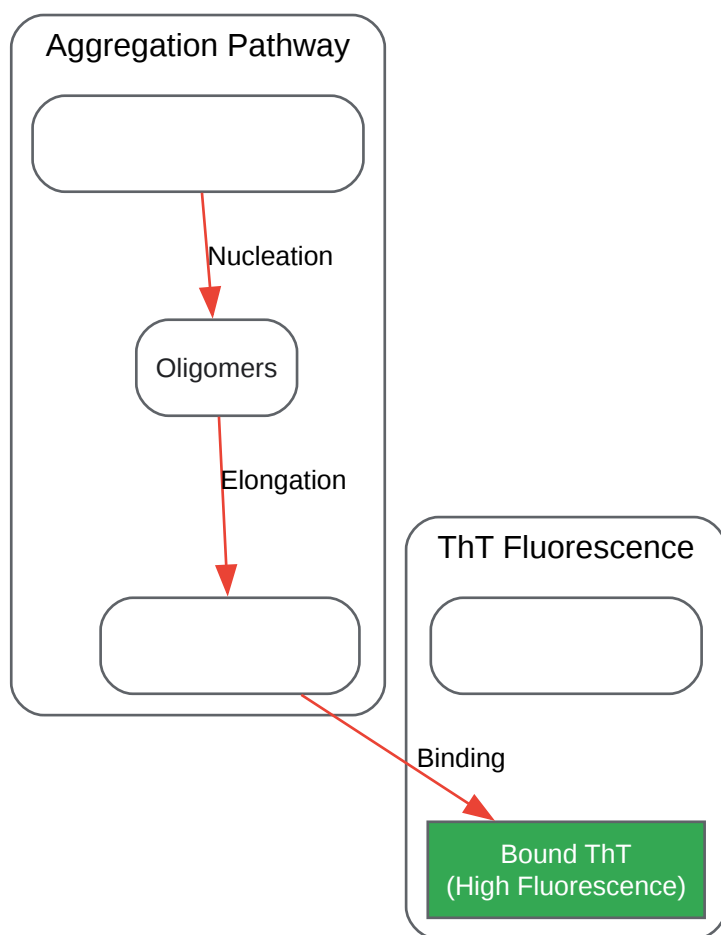 Aggregation Pathway
Nucleation
Oligomers
Elongation
ThT Fluorescence
Binding
Bound ThT
(High Fluorescence)